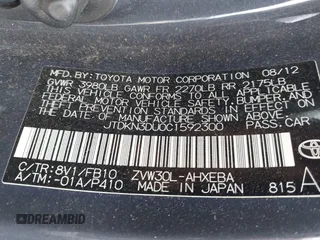 MFD BY: TOYOTA MOTOR CORPORATION 08/12
GVWR 3980LB GAWR FR 2270LB RR 2175LB
THIS VEHICLE CONFORMS TO ALL APPLICABLE
FEDERAL MOTOR VEHICLE SAFETY, BUMPER, AND
THEFT PREVENTION STANDARDS IN EFFECT ON THE DATE
OF MANUFACTURE SHOWN ABOVE.
JTDKN3DU0C1592300
PASS. CAR
C/TR: 8V1/FB10 ZVW30L-AHXEBA
A/TM: -01A/P410 MADE IN JAPAN 815A
DREAMBID